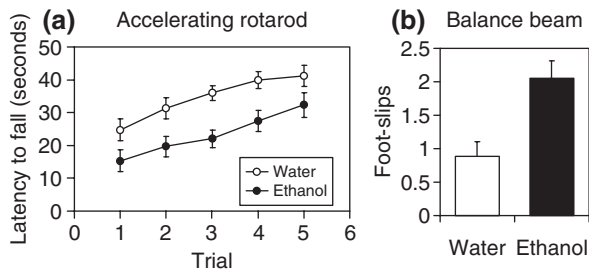 (a) Accelerating rotarod
Latency to fall (seconds)
50
40
30
20
10
0
0 1 2 3 4 5 6
Trial
Water
Ethanol
(b) Balance beam
Foot-slips
2.5
2
1.5
1
0.5
0
Water Ethanol